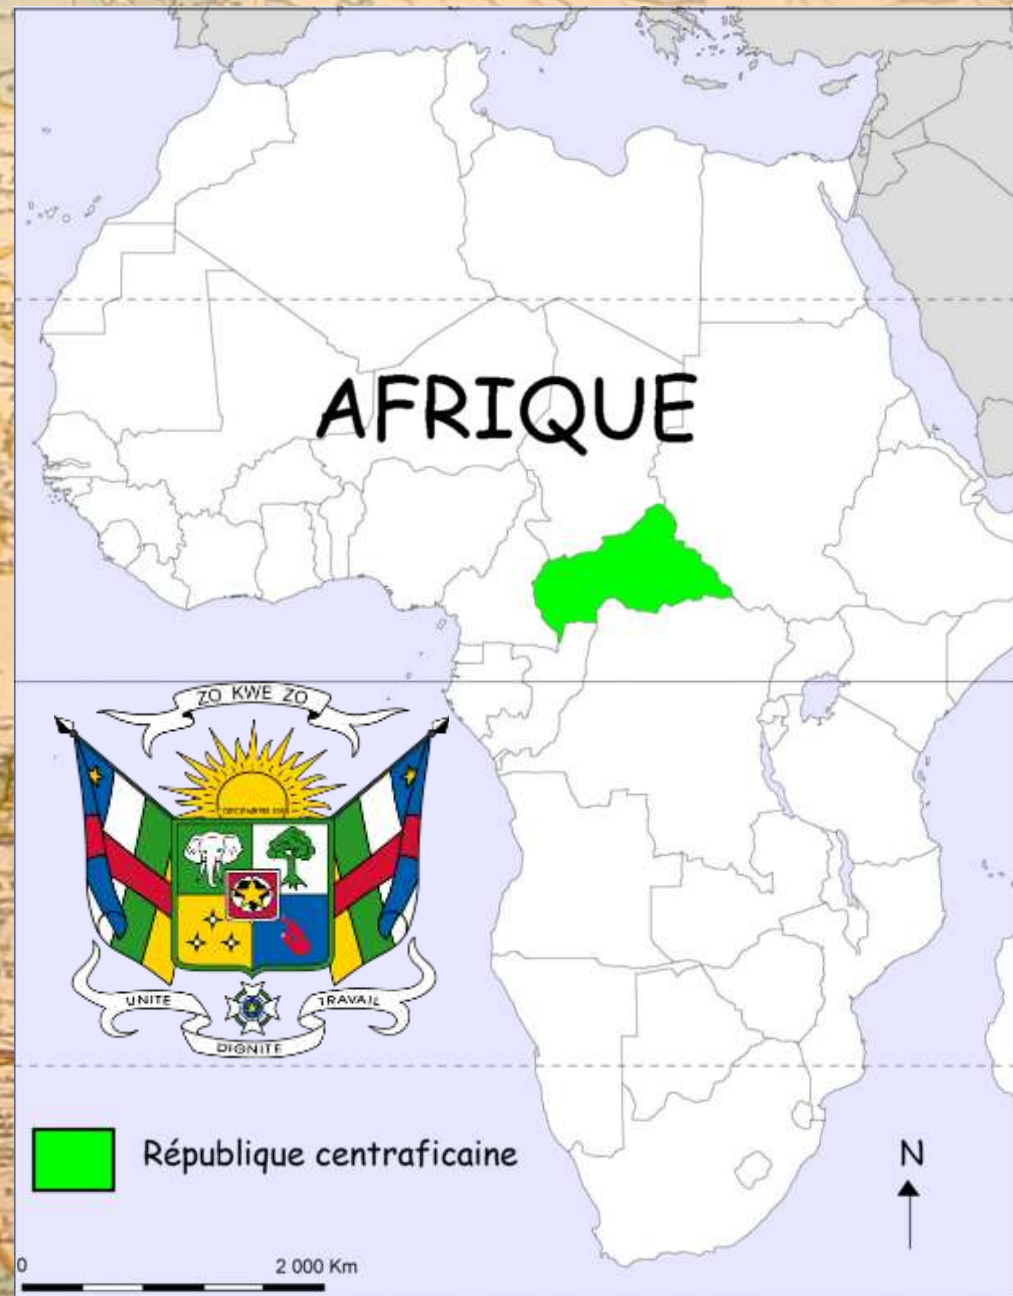 AFRIQUE
ZO KWE ZO
UNITE
TRAVAIL
DIGNITE
République centraficaine
N
0
2 000 Km